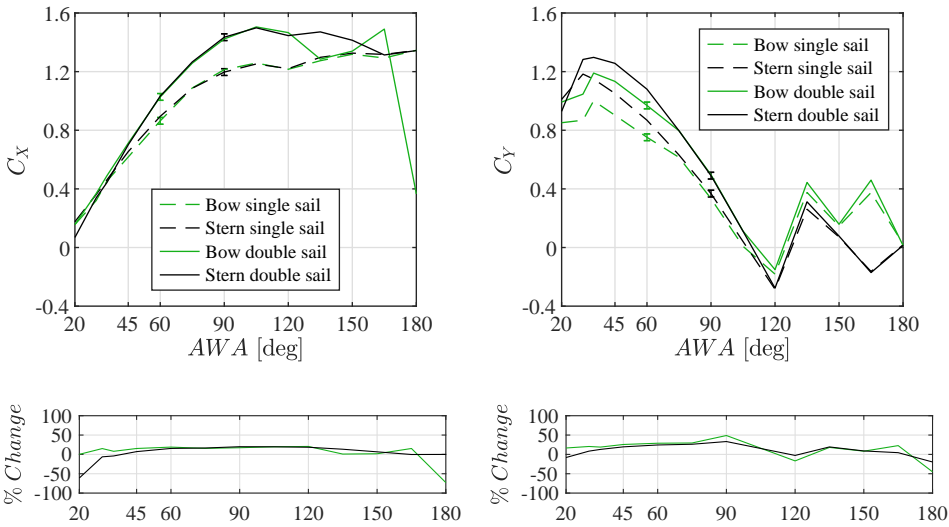 1.6
1.2
0.8
0.4
0
-0.4
C_X
20 45 60 90 120 150 180
AWA [deg]
Bow single sail
Stern single sail
Bow double sail
Stern double sail
1.6
1.2
0.8
0.4
0
-0.4
C_Y
20 45 60 90 120 150 180
AWA [deg]
Bow single sail
Stern single sail
Bow double sail
Stern double sail
100
50
0
-50
-100
% Change
20 45 60 90 120 150 180
100
50
0
-50
-100
% Change
20 45 60 90 120 150 180